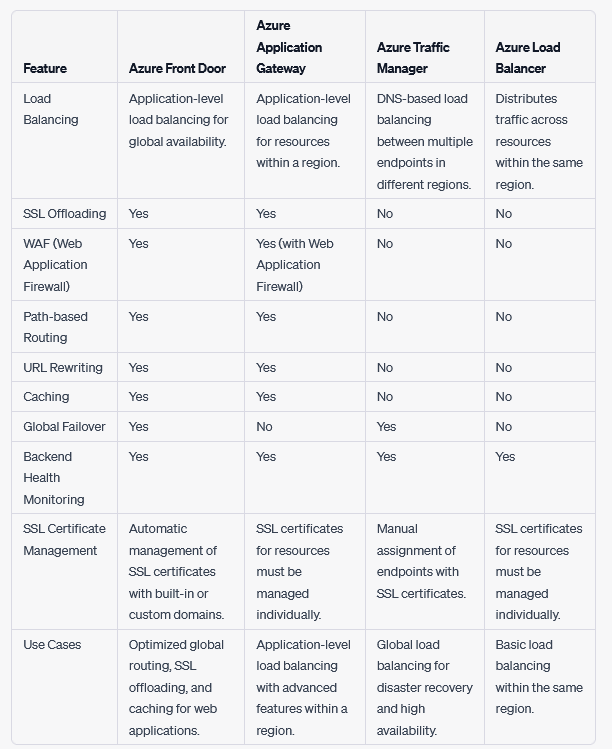 Feature
Azure Front Door
Azure
Application
Gateway
Azure Traffic
Manager
Azure Load
Balancer
Load
Balancing
Application-level
load balancing for
global availability.
Application-level
load balancing
for resources
within a region.
DNS-based load
balancing
between multiple
endpoints in
different regions.
Distributes
traffic across
resources
within the same
region.
SSL Offloading
Yes
Yes
No
No
WAF (Web
Application
Firewall)
Yes
Yes (with Web
Application
Firewall)
No
No
Path-based
Routing
Yes
Yes
No
No
URL Rewriting
Yes
Yes
No
No
Caching
Yes
Yes
No
No
Global Failover
Yes
No
Yes
No
Backend
Health
Monitoring
Yes
Yes
Yes
Yes
SSL Certificate
Management
Automatic
management of
SSL certificates
with built-in or
custom domains.
SSL certificates
for resources
must be
managed
individually.
Manual
assignment of
endpoints with
SSL certificates.
SSL certificates
for resources
must be
managed
individually.
Use Cases
Optimized global
routing, SSL
offloading, and
caching for web
applications.
Application-level
load balancing
with advanced
features within a
region.
Global load
balancing for
disaster recovery
and high
availability.
Basic load
balancing
within the same
region.